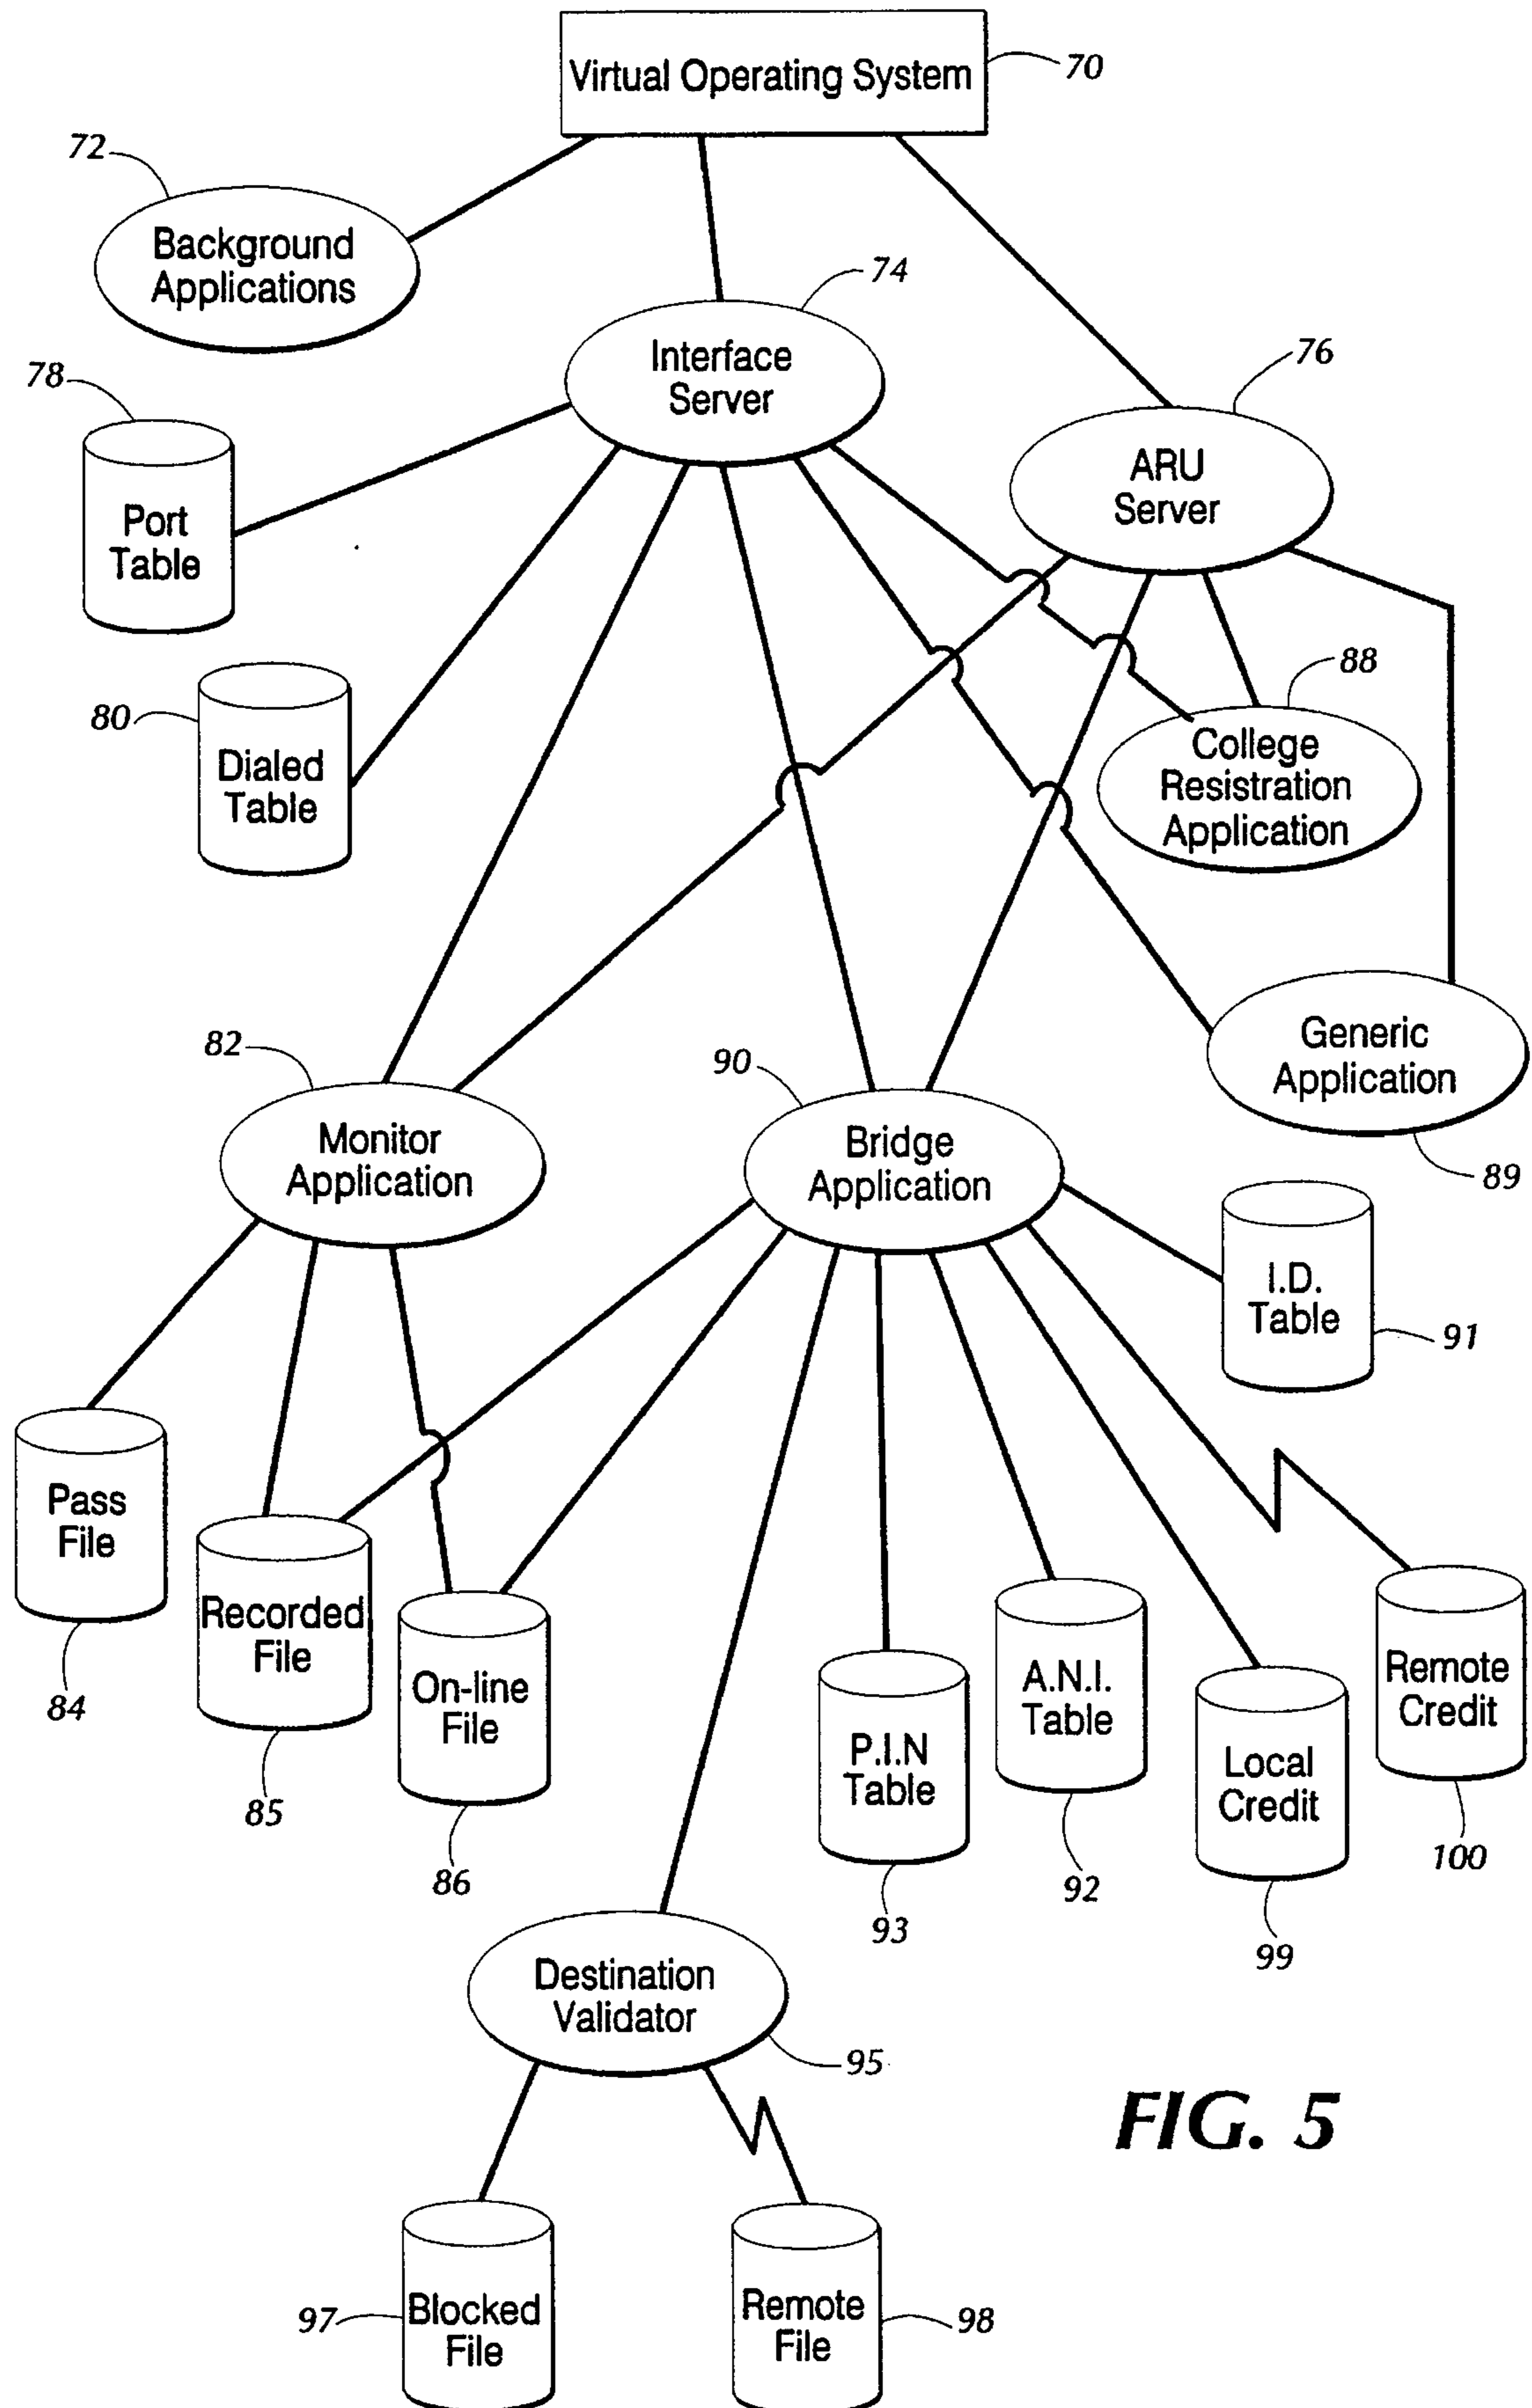 Virtual Operating System
70
72
Background
Applications
74
Interface
Server
76
ARU
Server
78
Port
Table
80
Dialed
Table
88
College
Resistration
Application
82
Monitor
Application
90
Bridge
Application
Generic
Application
89
I.D.
Table
91
Pass
File
84
Recorded
File
85
On-line
File
86
P.I.N
Table
93
A.N.I.
Table
92
Local
Credit
99
Remote
Credit
100
Destination
Validator
95
FIG. 5
97
Blocked
File
Remote
File
98